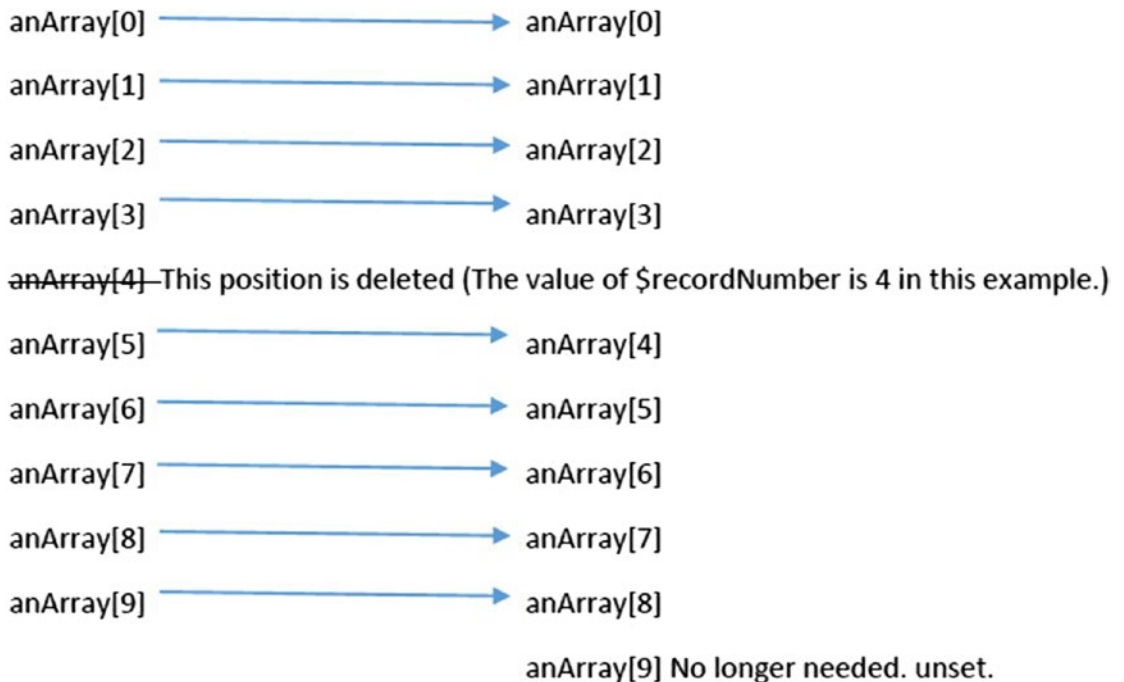 anArray[0] anArray[0]
anArray[1] anArray[1]
anArray[2] anArray[2]
anArray[3] anArray[3]
anArray[4] This position is deleted (The value of $recordNumber is 4 in this example.)
anArray[5] anArray[4]
anArray[6] anArray[5]
anArray[7] anArray[6]
anArray[8] anArray[7]
anArray[9] anArray[8]
anArray[9] No longer needed. unset.